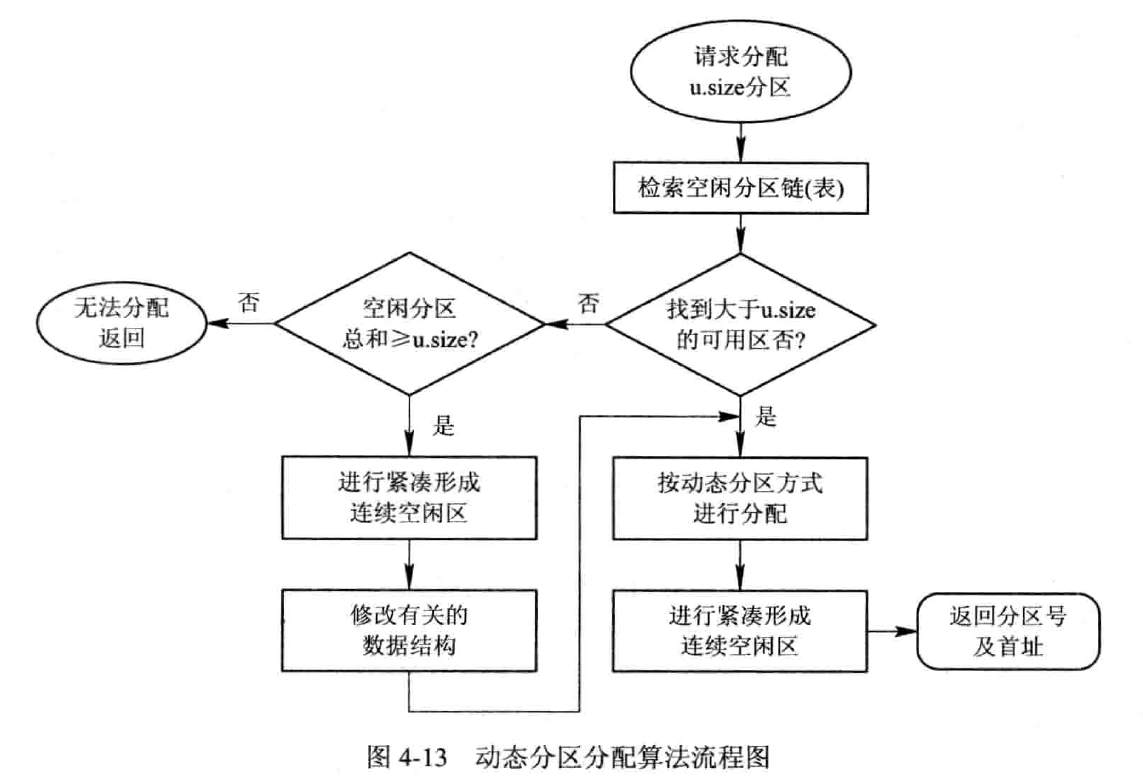 请求分配
u.size分区
检索空闲分区链(表)
找到大于u.size
的可用区否?
否
空闲分区
总和≥u.size?
否
无法分配
返回
是
进行紧凑形成
连续空闲区
修改有关的
数据结构
是
按动态分区方式
进行分配
进行紧凑形成
连续空闲区
返回分区号
及首址
图 4-13 动态分区分配算法流程图